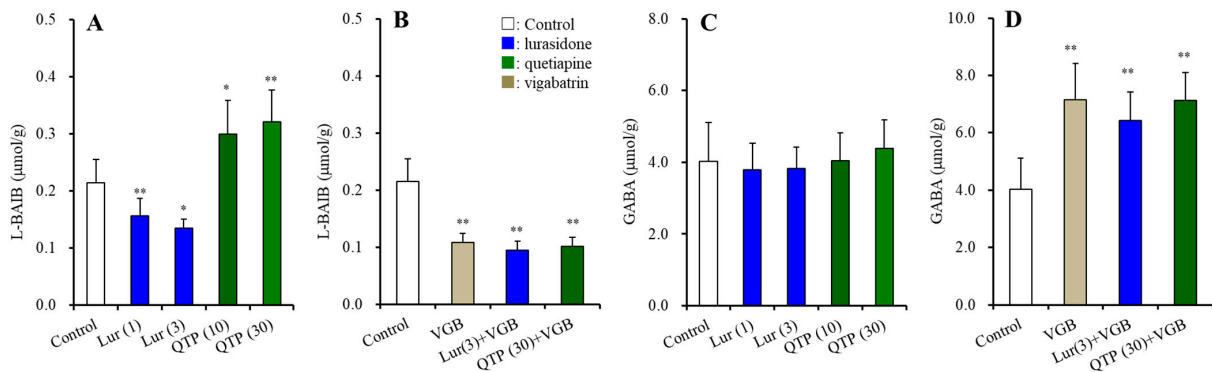 A
L-BAIB (μmol/g)
0.5
0.4
0.3
0.2
0.1
0.0
**
*
*
**
Control
Lur (1)
Lur (3)
QTP (10)
QTP (30)
B
: Control
: lurasidone
: quetiapine
: vigabatrin
L-BAIB (μmol/g)
0.5
0.4
0.3
0.2
0.1
0.0
**
**
**
Control
VGB
Lur(3)+VGB
QTP (30)+VGB
C
GABA (μmol/g)
8.0
6.0
4.0
2.0
0.0
Control
Lur (1)
Lur (3)
QTP (10)
QTP (30)
D
GABA (μmol/g)
10.0
8.0
6.0
4.0
2.0
0.0
**
**
**
Control
VGB
Lur(3)+VGB
QTP (30)+VGB